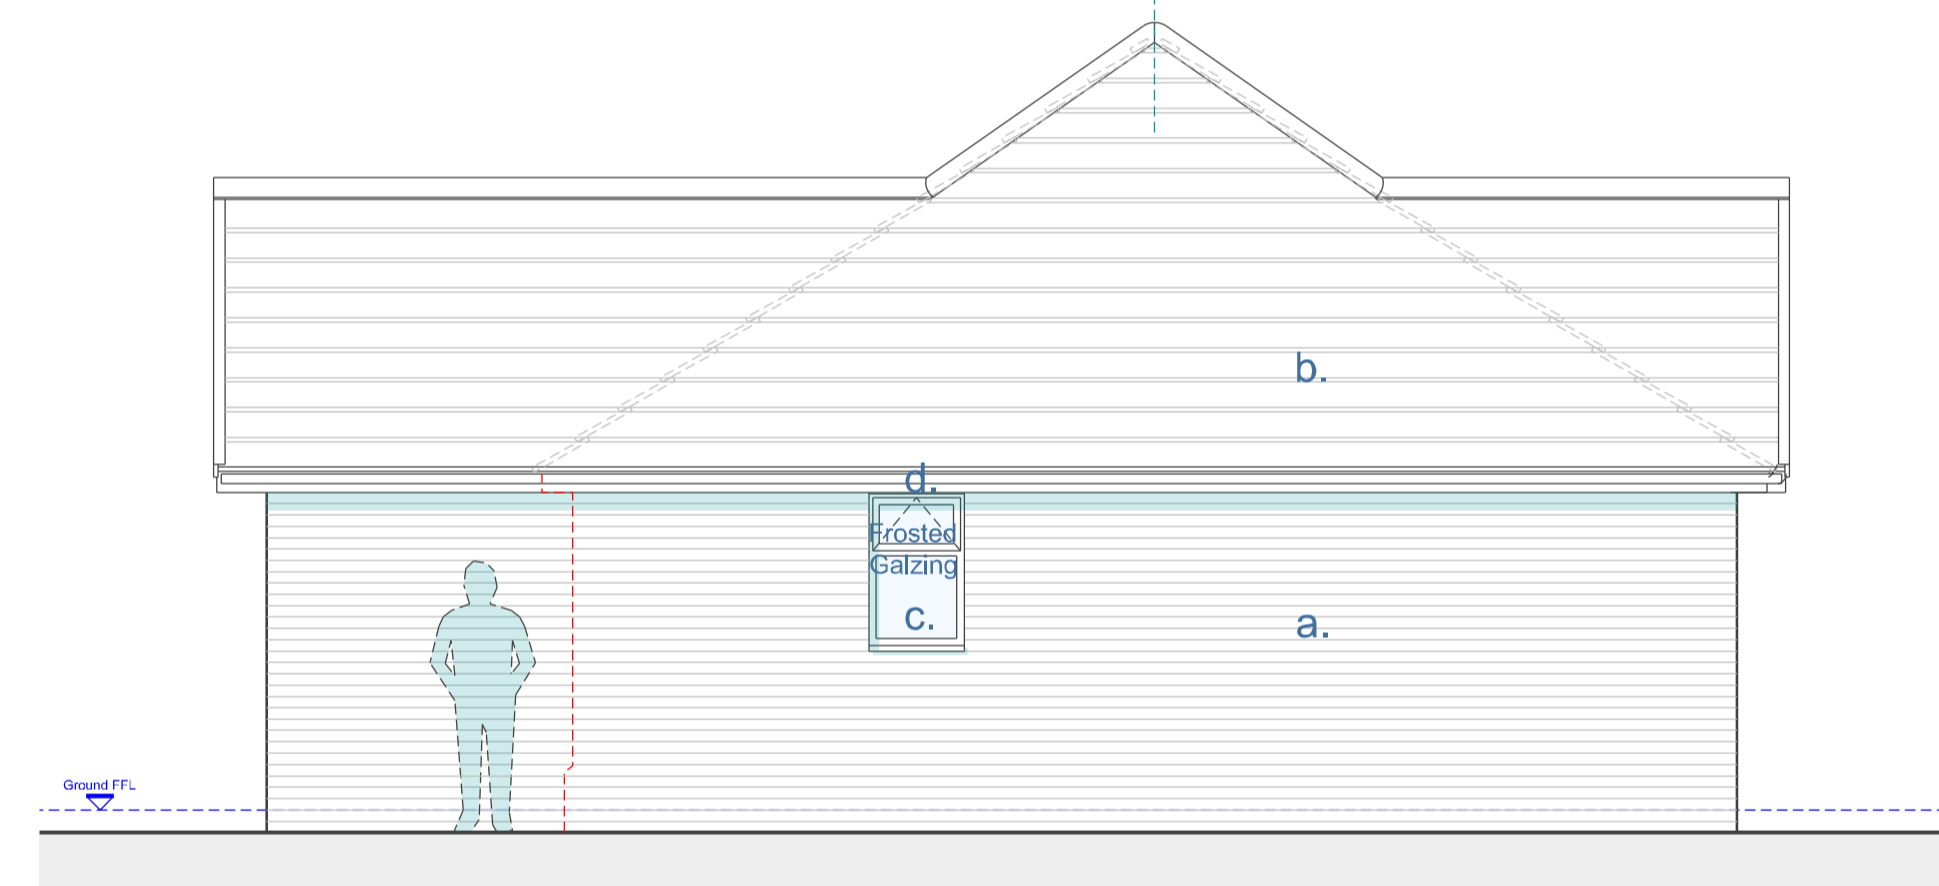 b.
d.
Frosted
Galzing
c.
a.
Ground FFL